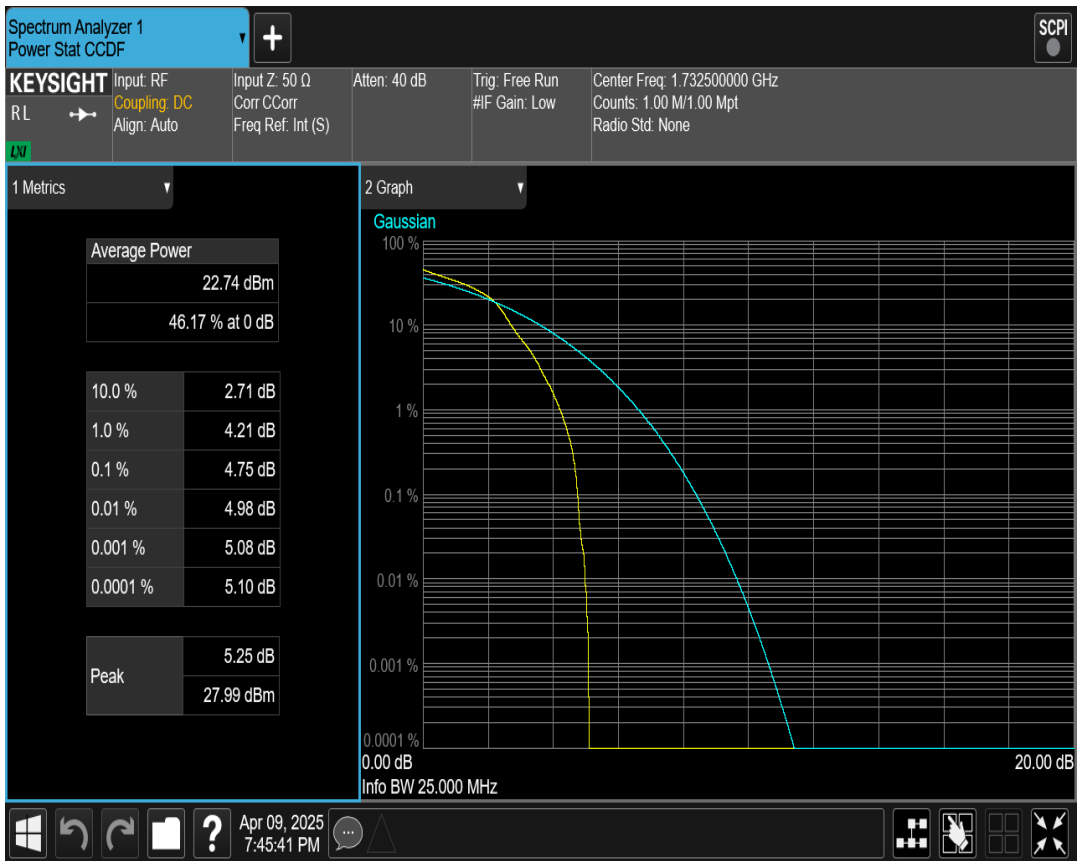 Spectrum Analyzer 1
Power Stat CCDF
+
SCPI
KEYSIGHT
RL
LXI
Input: RF
Coupling: DC
Align: Auto
Input Z: 50 Ω
Corr CCorr
Freq Ref: Int (S)
Atten: 40 dB
Trig: Free Run
#IF Gain: Low
Center Freq: 1.732500000 GHz
Counts: 1.00 M/1.00 Mpt
Radio Std: None
1 Metrics
Average Power
22.74 dBm
46.17 % at 0 dB
10.0 % 2.71 dB
1.0 % 4.21 dB
0.1 % 4.75 dB
0.01 % 4.98 dB
0.001 % 5.08 dB
0.0001 % 5.10 dB
Peak
5.25 dB
27.99 dBm
2 Graph
Gaussian
100 %
10 %
1 %
0.1 %
0.01 %
0.001 %
0.0001 %
0.00 dB 20.00 dB
Info BW 25.000 MHz
?
Apr 09, 2025
7:45:41 PM